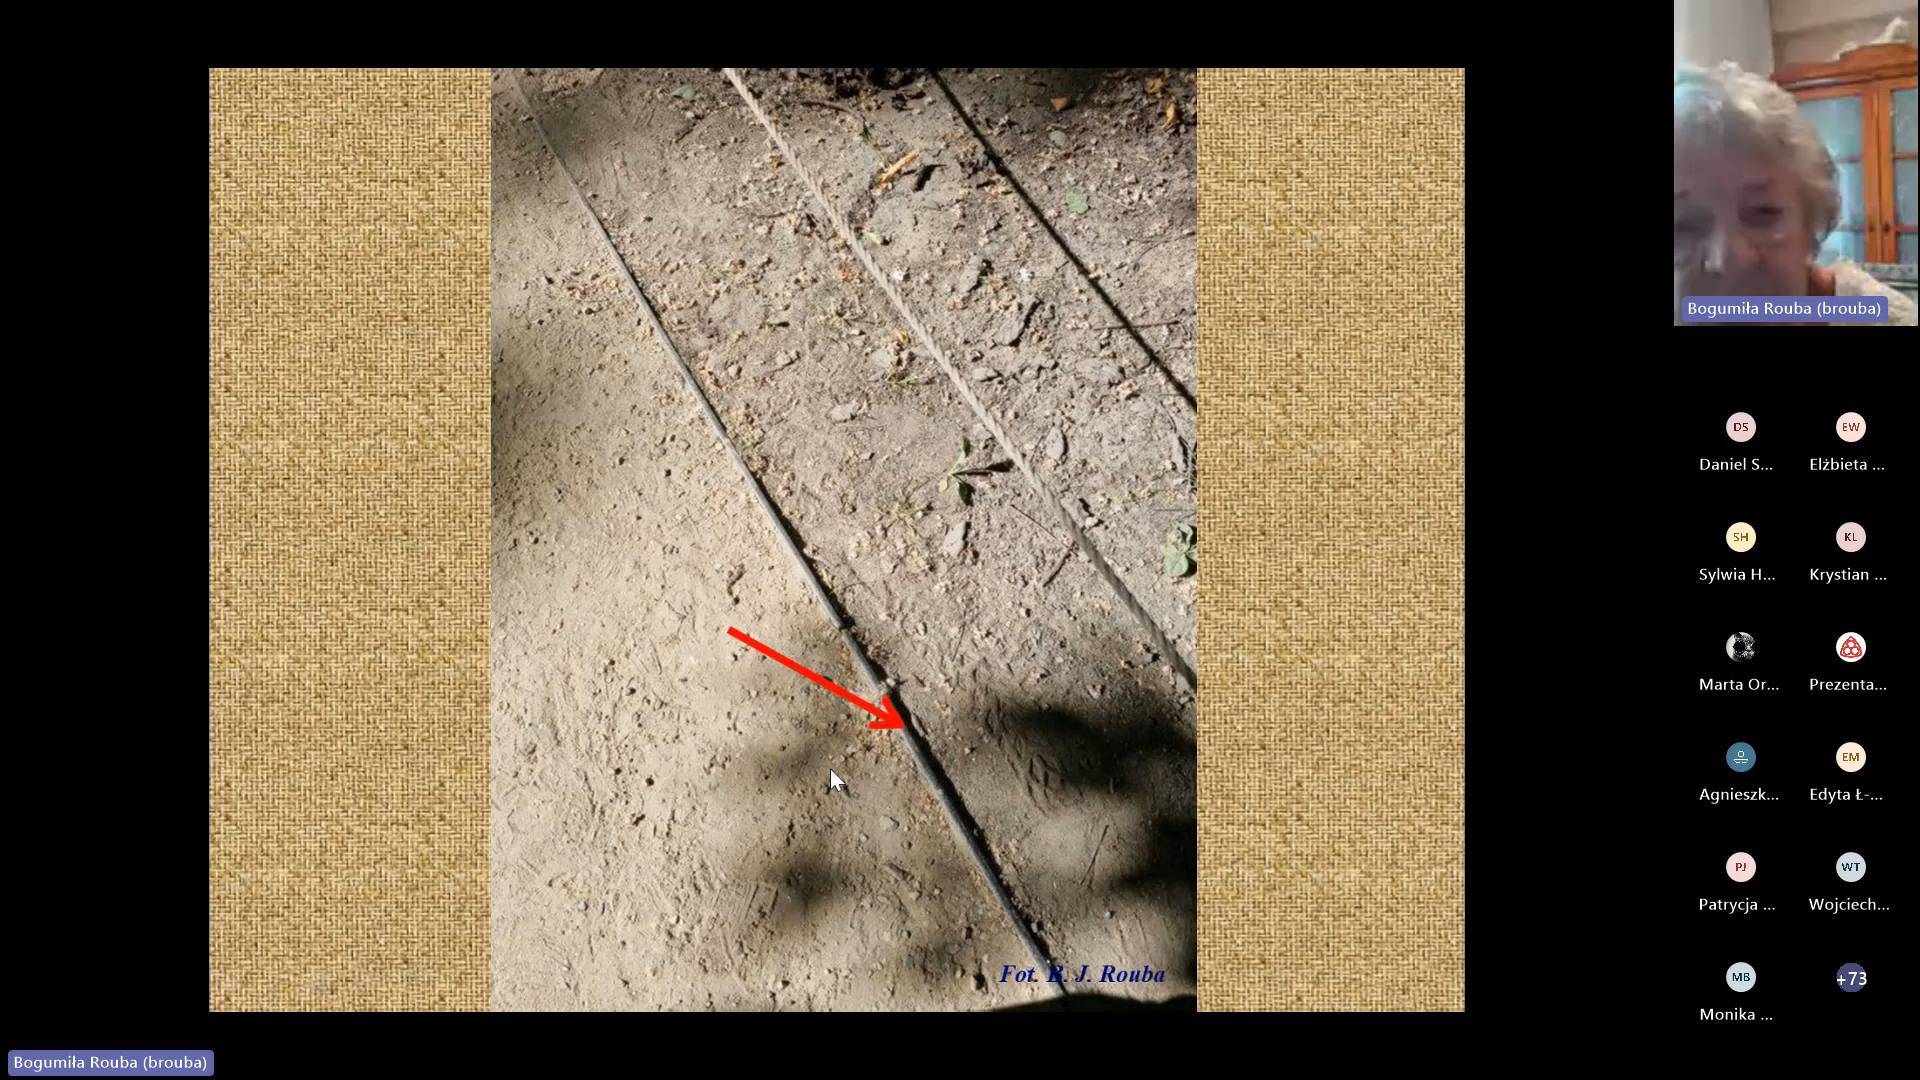 Bogumiła Rouba (brouba)
DS
EW
Daniel S...
Elżbieta ...
SH
KL
Sylwia H...
Krystian ...
Marta Or...
Prezenta...
EM
Agnieszk...
Edyta Ł-...
PJ
WT
Patrycja ...
Wojciech...
MB
+73
Monika ...
Fot. B. J. Rouba
Bogumiła Rouba (brouba)